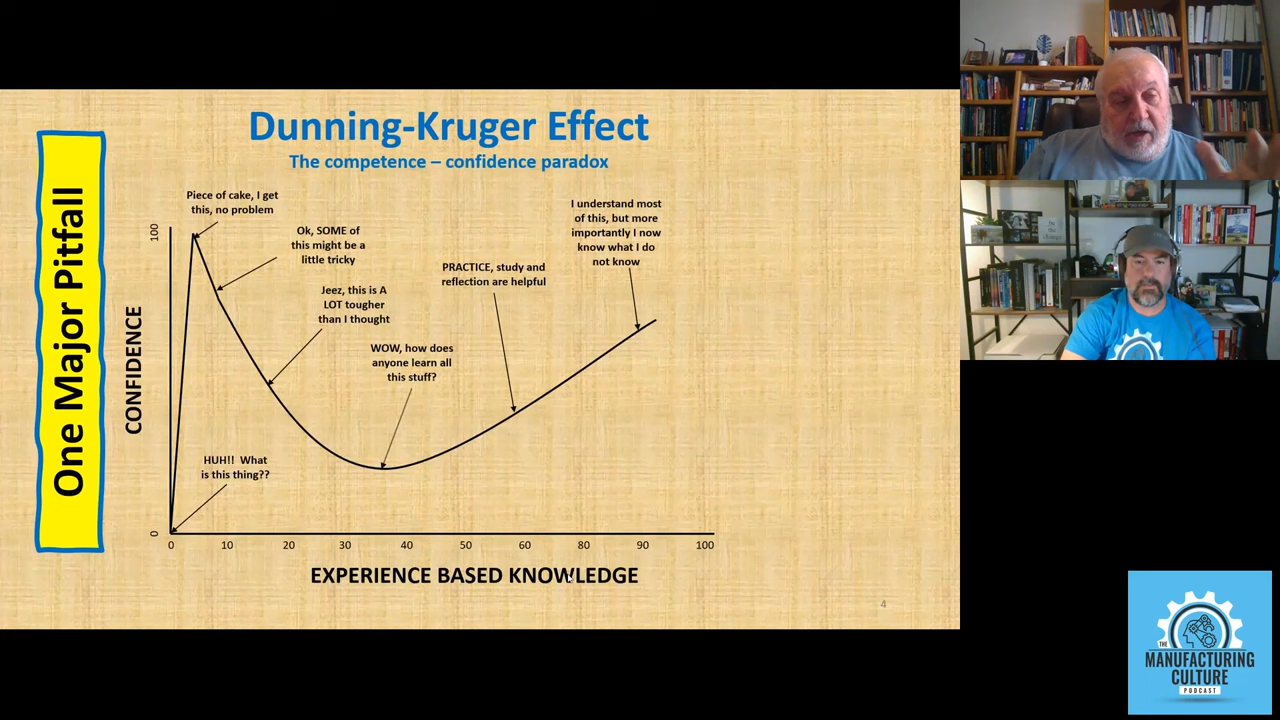 Dunning-Kruger Effect
The competence – confidence paradox
One Major Pitfall
Piece of cake, I get
this, no problem
Ok, SOME of
this might be a
little tricky
Jeez, this is A
LOT tougher
than I thought
WOW, how does
anyone learn all
this stuff?
PRACTICE, study and
reflection are helpful
I understand most
of this, but more
importantly I now
know what I do
not know
HUH!! What
is this thing??
CONFIDENCE
100
0
0 10 20 30 40 50 60 70 80 90 100
EXPERIENCE BASED KNOWLEDGE
4
THE
MANUFACTURING
CULTURE
PODCAST